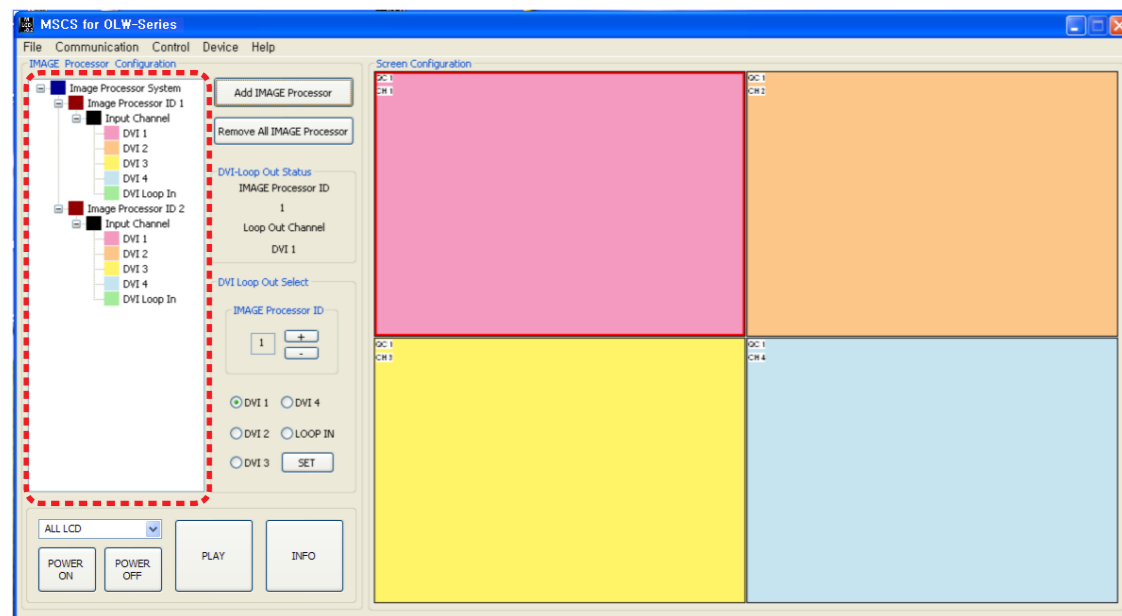 MSCS for OLW-Series
File Communication Control Device Help
IMAGE Processor Configuration
Image Processor System
Image Processor ID 1
Input Channel
DVI 1
DVI 2
DVI 3
DVI 4
DVI Loop In
Image Processor ID 2
Input Channel
DVI 1
DVI 2
DVI 3
DVI 4
DVI Loop In
Add IMAGE Processor
Remove All IMAGE Processor
DVI-Loop Out Status
IMAGE Processor ID
1
Loop Out Channel
DVI 1
DVI Loop Out Select
IMAGE Processor ID
1
+
-
DVI 1 DVI 4
DVI 2 LOOP IN
DVI 3 SET
ALL LCD
POWER
ON
POWER
OFF
PLAY
INFO
Screen Configuration
QC 1
CH 1
QC 1
CH 2
QC 1
CH 3
QC 1
CH 4